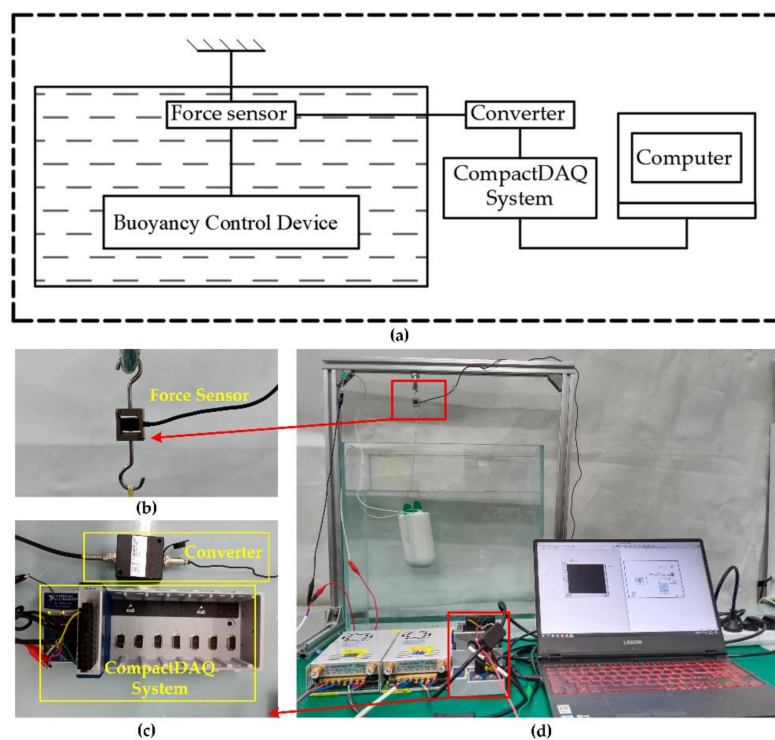 Force sensor
Converter
Computer
CompactDAQ
System
Buoyancy Control Device
(a)
Force Sensor
(b)
Converter
CompactDAQ
System
(c)
LEGION
(d)